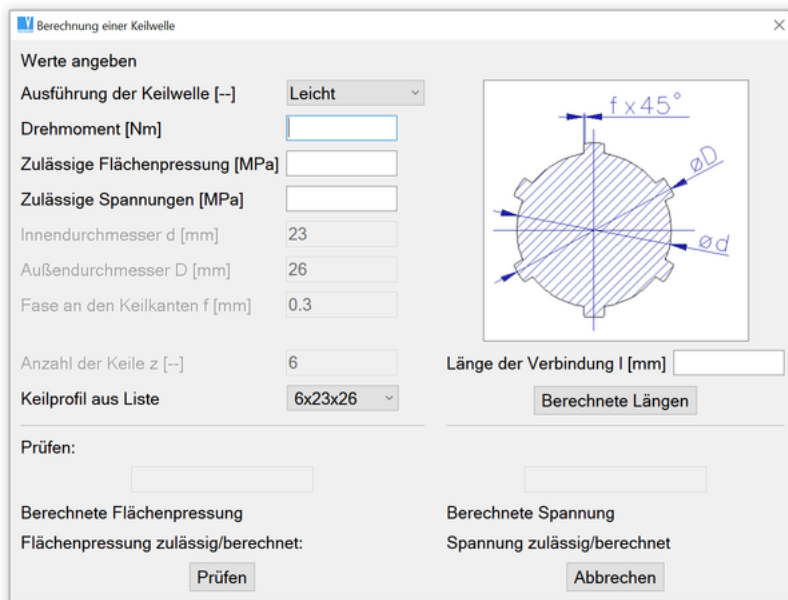 Berechnung einer Keilwelle
Werte angeben
Ausführung der Keilwelle [--] Leicht
Drehmoment [Nm]
Zulässige Flächenpressung [MPa]
Zulässige Spannungen [MPa]
Innendurchmesser d [mm] 23
Außendurchmesser D [mm] 26
Fase an den Keilkanten f [mm] 0.3
Anzahl der Keile z [--] 6
Keilprofil aus Liste 6x23x26
f x 45°
øD
ød
Länge der Verbindung l [mm]
Berechnete Längen
Prüfen:
Berechnete Flächenpressung
Flächenpressung zulässig/berechnet:
Prüfen
Berechnete Spannung
Spannung zulässig/berechnet
Abbrechen